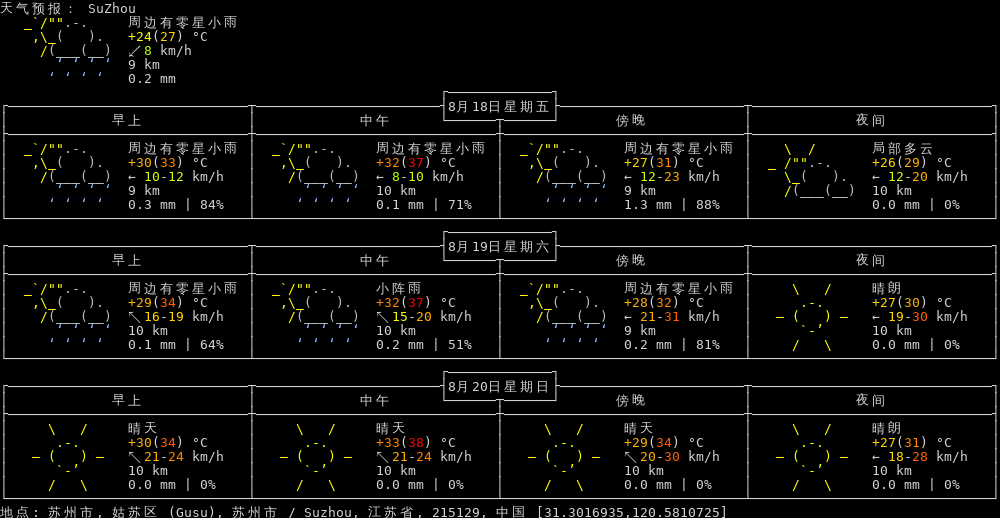 天气预报: SuZhou
周边有零星小雨
+24(27) °C
↙ 8 km/h
9 km
0.2 mm
8月18日星期五
早上 中午 傍晚 夜间
周边有零星小雨 周边有零星小雨 周边有零星小雨 局部多云
+30(33) °C +32(37) °C +27(31) °C +26(29) °C
← 10-12 km/h ← 8-10 km/h ← 12-23 km/h ← 12-20 km/h
9 km 10 km 9 km 10 km
0.3 mm | 84% 0.1 mm | 71% 1.3 mm | 88% 0.0 mm | 0%
8月19日星期六
早上 中午 傍晚 夜间
周边有零星小雨 小阵雨 周边有零星小雨 晴朗
+29(34) °C +32(37) °C +28(32) °C +27(30) °C
↖ 16-19 km/h ↖ 15-20 km/h ← 21-31 km/h ← 19-30 km/h
10 km 10 km 9 km 10 km
0.1 mm | 64% 0.2 mm | 51% 0.2 mm | 81% 0.0 mm | 0%
8月20日星期日
早上 中午 傍晚 夜间
晴天 晴天 晴天 晴朗
+30(34) °C +33(38) °C +29(34) °C +27(31) °C
↖ 21-24 km/h ↖ 21-24 km/h ↖ 20-30 km/h ← 18-28 km/h
10 km 10 km 10 km 10 km
0.0 mm | 0% 0.0 mm | 0% 0.0 mm | 0% 0.0 mm | 0%
地点: 苏州市, 姑苏区 (Gusu), 苏州市 / Suzhou, 江苏省, 215129, 中国 [31.3016935,120.5810725]